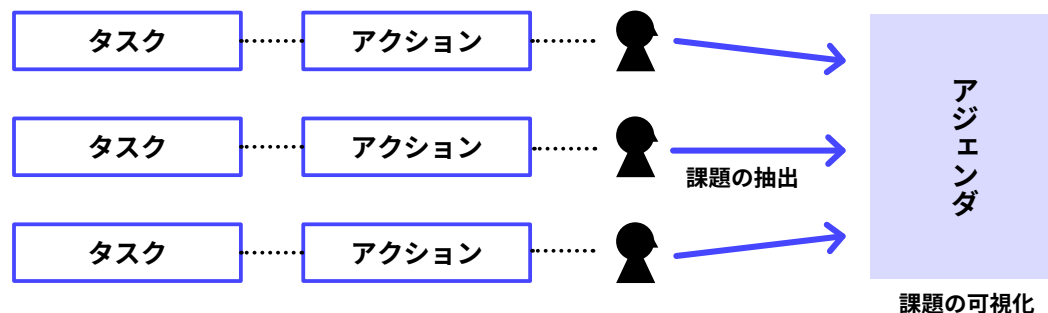 タスク
アクション
タスク
アクション
課題の抽出
タスク
アクション
アジェンダ
課題の可視化